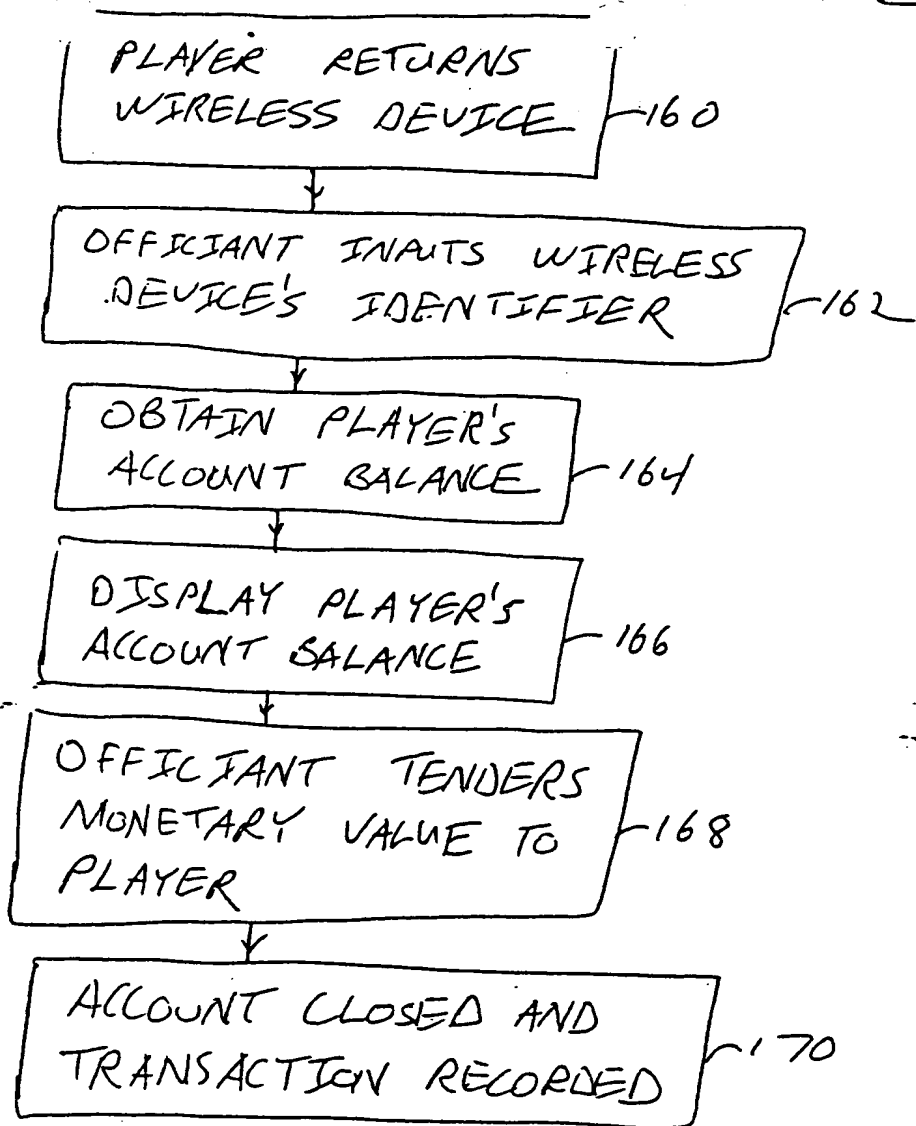 PLAYER RETURNS
WIRELESS DEVICE
160
OFFICIANT INPUTS WIRELESS
DEVICE'S IDENTIFIER
162
OBTAIN PLAYER'S
ACCOUNT BALANCE
164
DISPLAY PLAYER'S
ACCOUNT BALANCE
166
OFFICIANT TENDERS
MONETARY VALUE TO
PLAYER
168
ACCOUNT CLOSED AND
TRANSACTION RECORDED
170